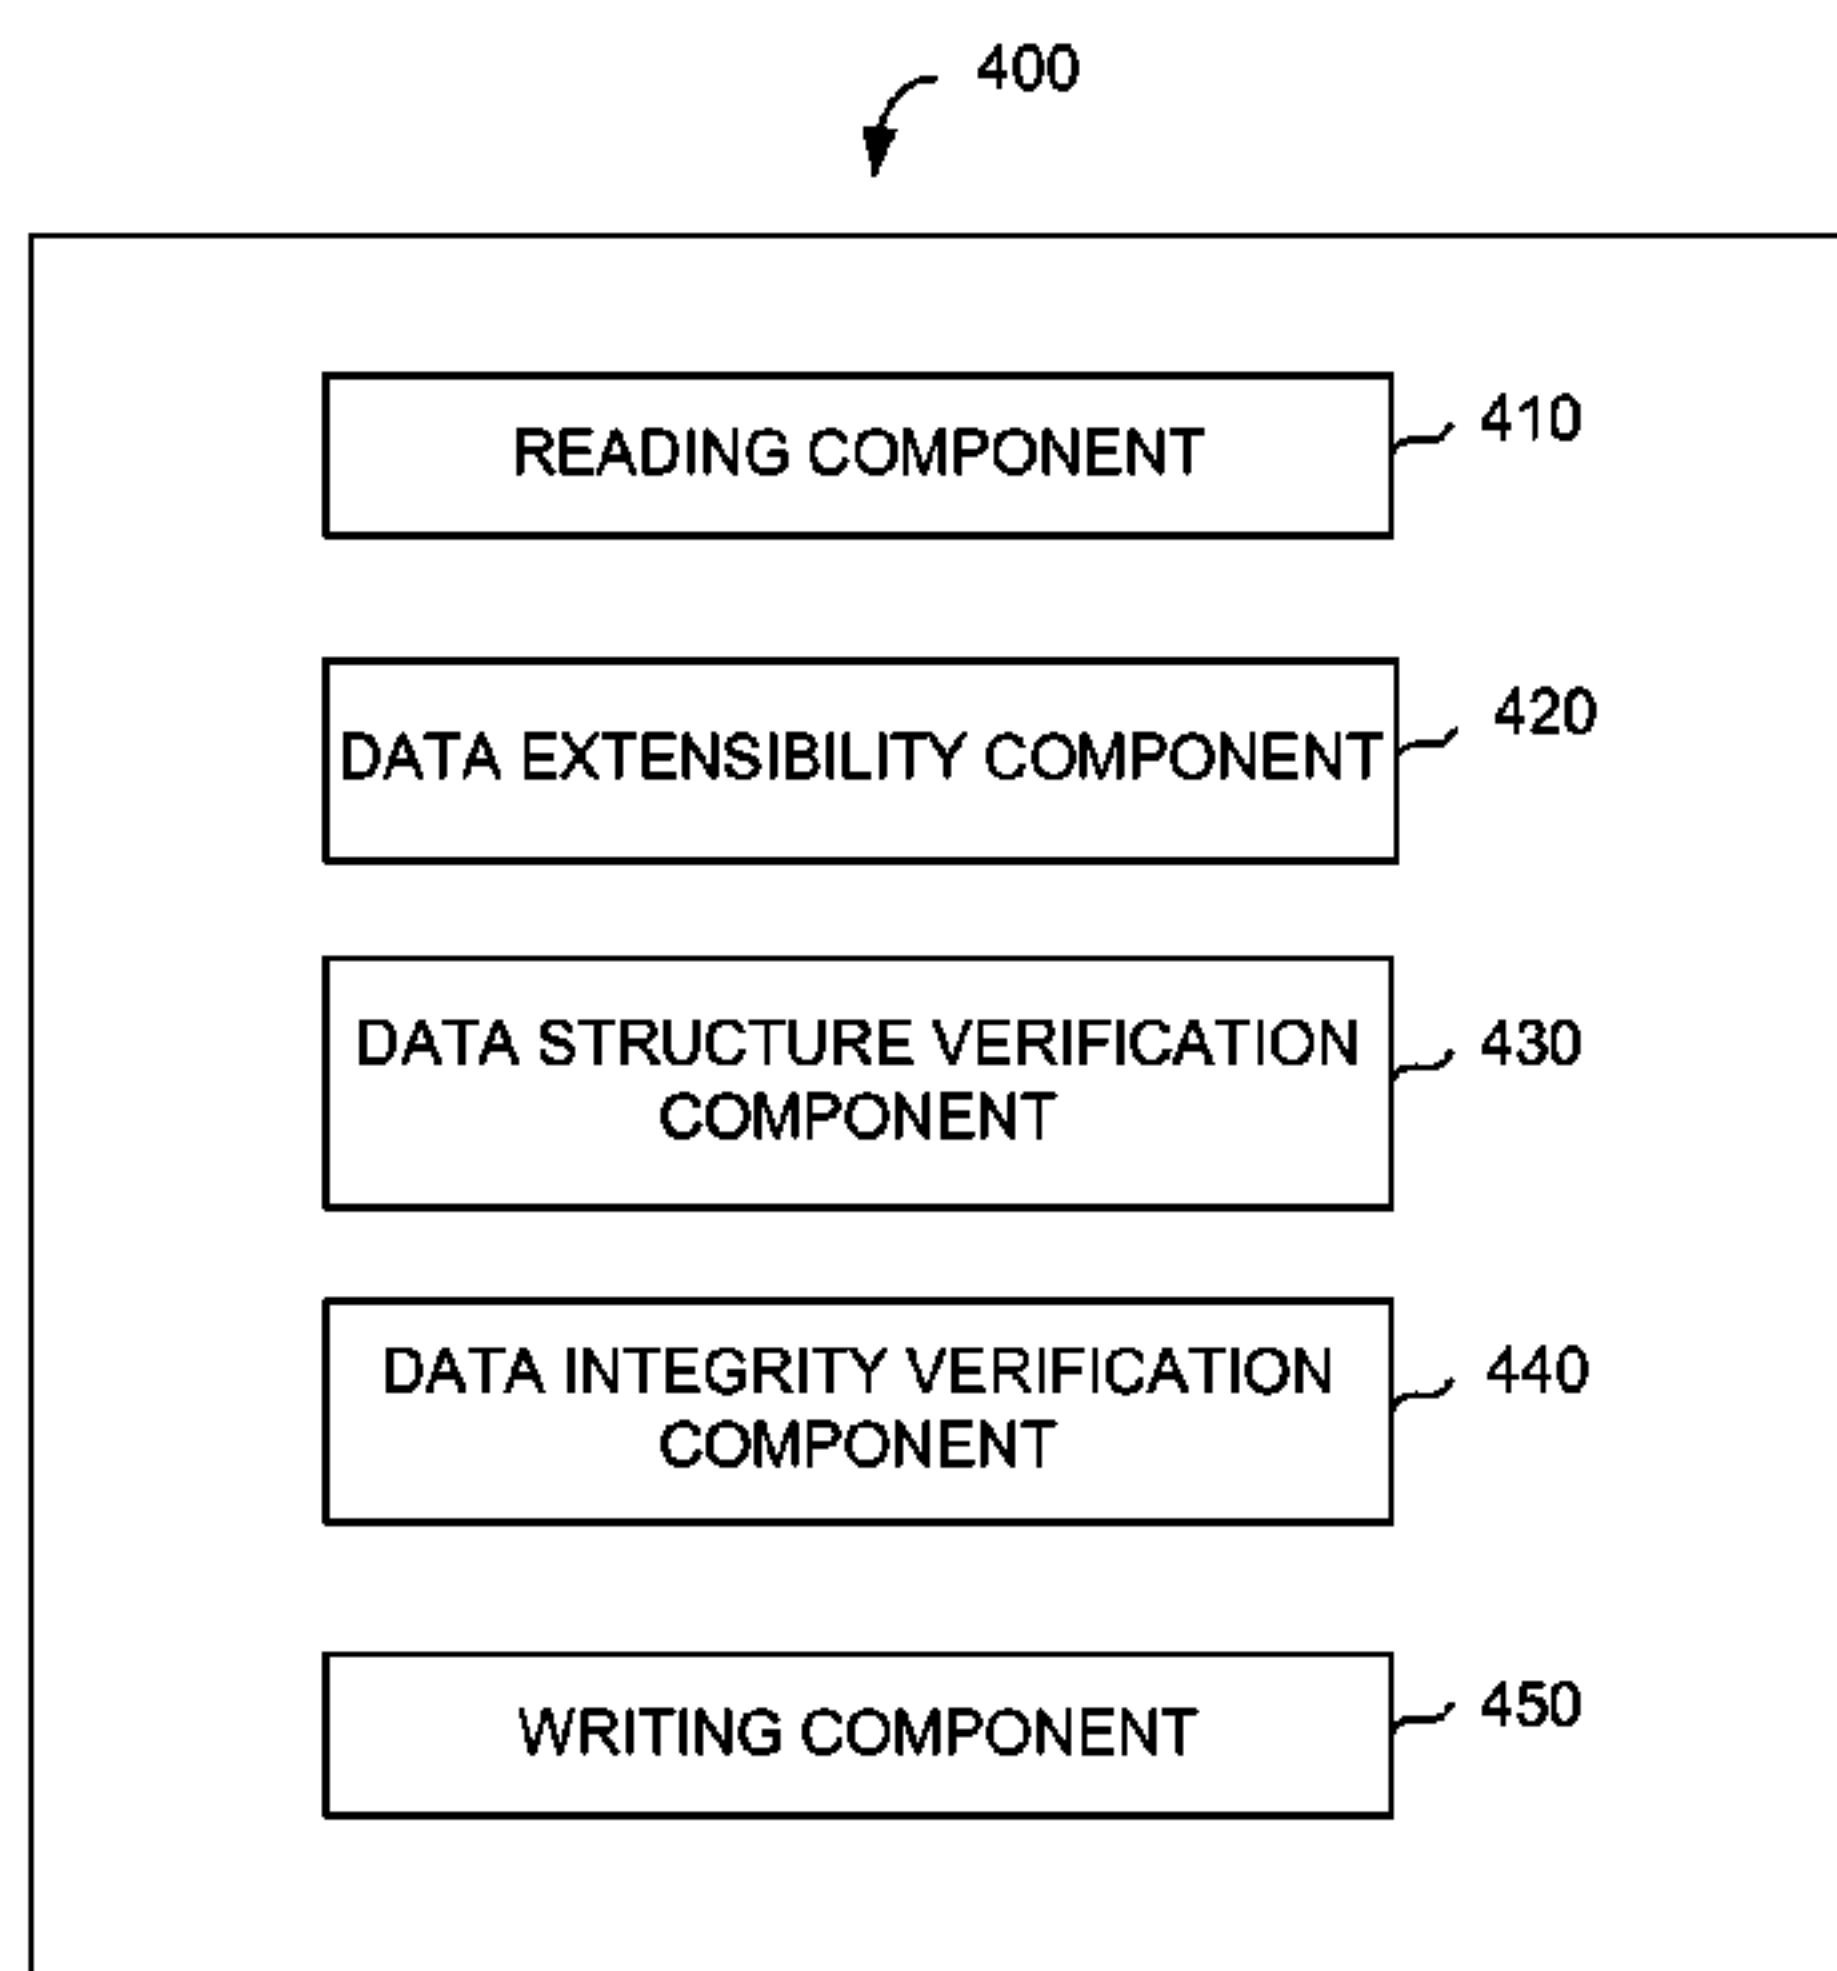 400
READING COMPONENT
410
DATA EXTENSIBILITY COMPONENT
420
DATA STRUCTURE VERIFICATION
COMPONENT
430
DATA INTEGRITY VERIFICATION
COMPONENT
440
WRITING COMPONENT
450